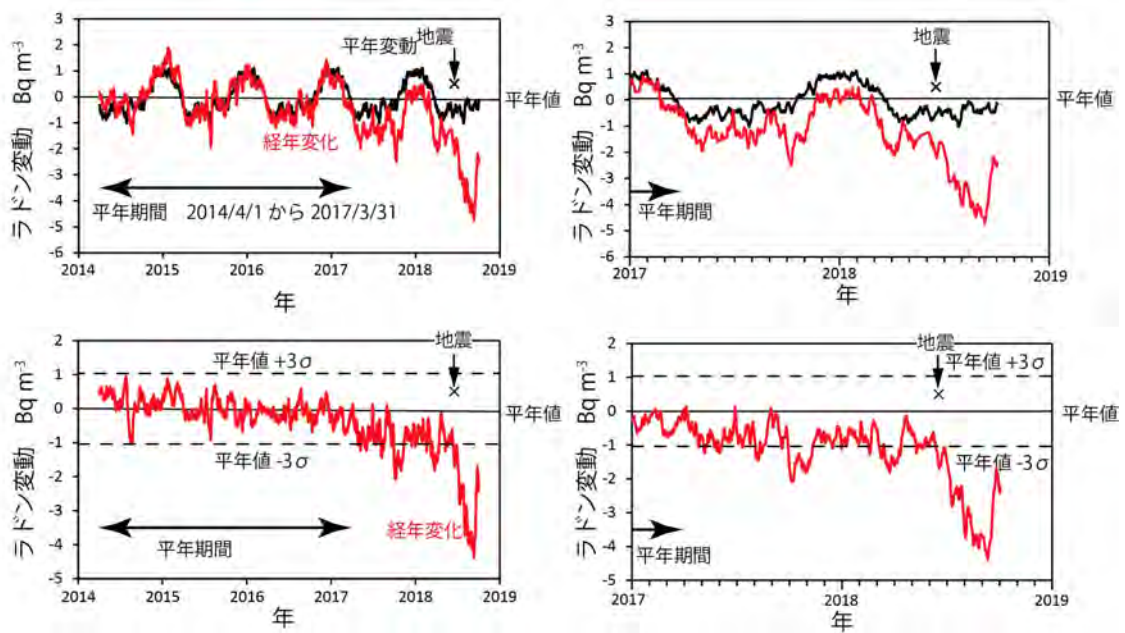 ラドン変動 Bq m-3
3
2
1
0
-1
-2
-3
-4
-5
-6
地震
平年変動
平年値
経年変化
平年期間 2014/4/1 から 2017/3/31
2014 2015 2016 2017 2018 2019
年
ラドン変動 Bq m-3
3
2
1
0
-1
-2
-3
-4
-5
-6
地震
平年値
平年期間
2017 2018 2019
年
ラドン変動 Bq m-3
2
1
0
-1
-2
-3
-4
-5
地震
平年値 +3σ
平年値
平年値 -3σ
経年変化
平年期間
2014 2015 2016 2017 2018 2019
ラドン変動 Bq m-3
2
1
0
-1
-2
-3
-4
-5
地震
平年値 +3σ
平年値
平年値 -3σ
平年期間
2017 2018 2019